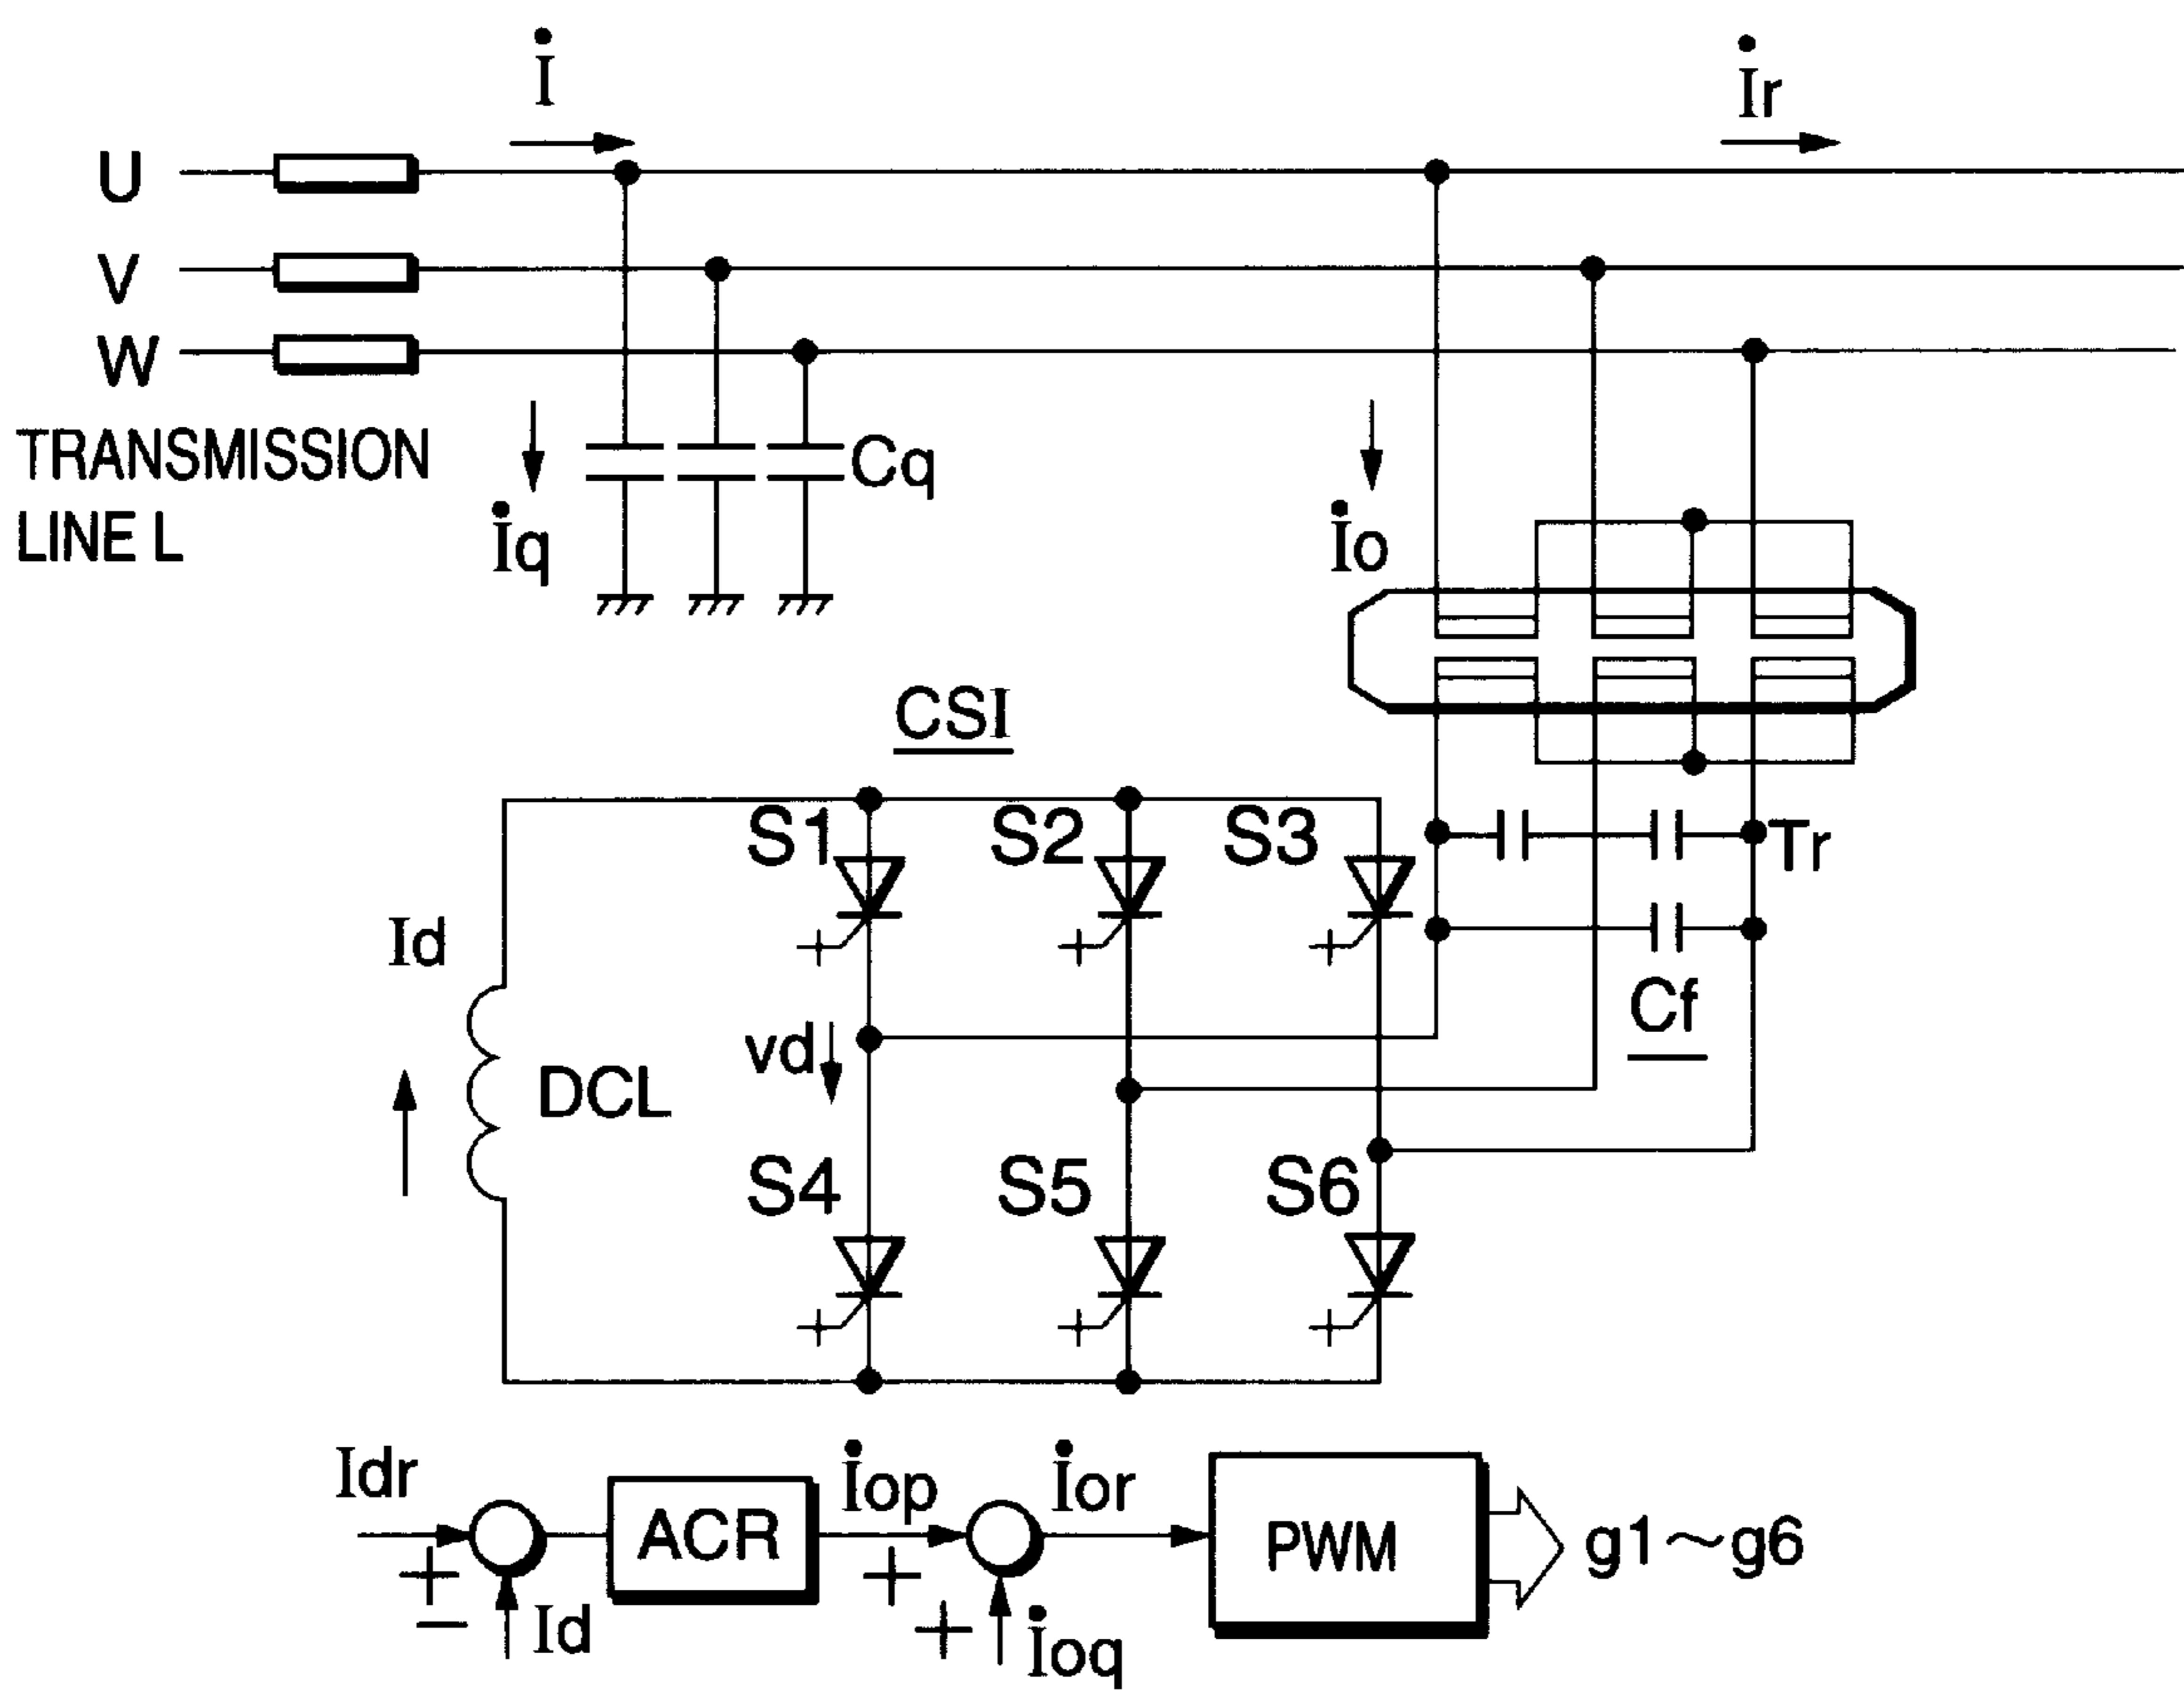 İ
İr
U
V
W
TRANSMISSION
LINE L
İq
Cq
İo
CSI
S1
S2
S3
Tr
Id
Cf
vd
DCL
S4
S5
S6
Idr
+
−
Id
ACR
İop
+
+
İoq
İor
PWM
g1~g6